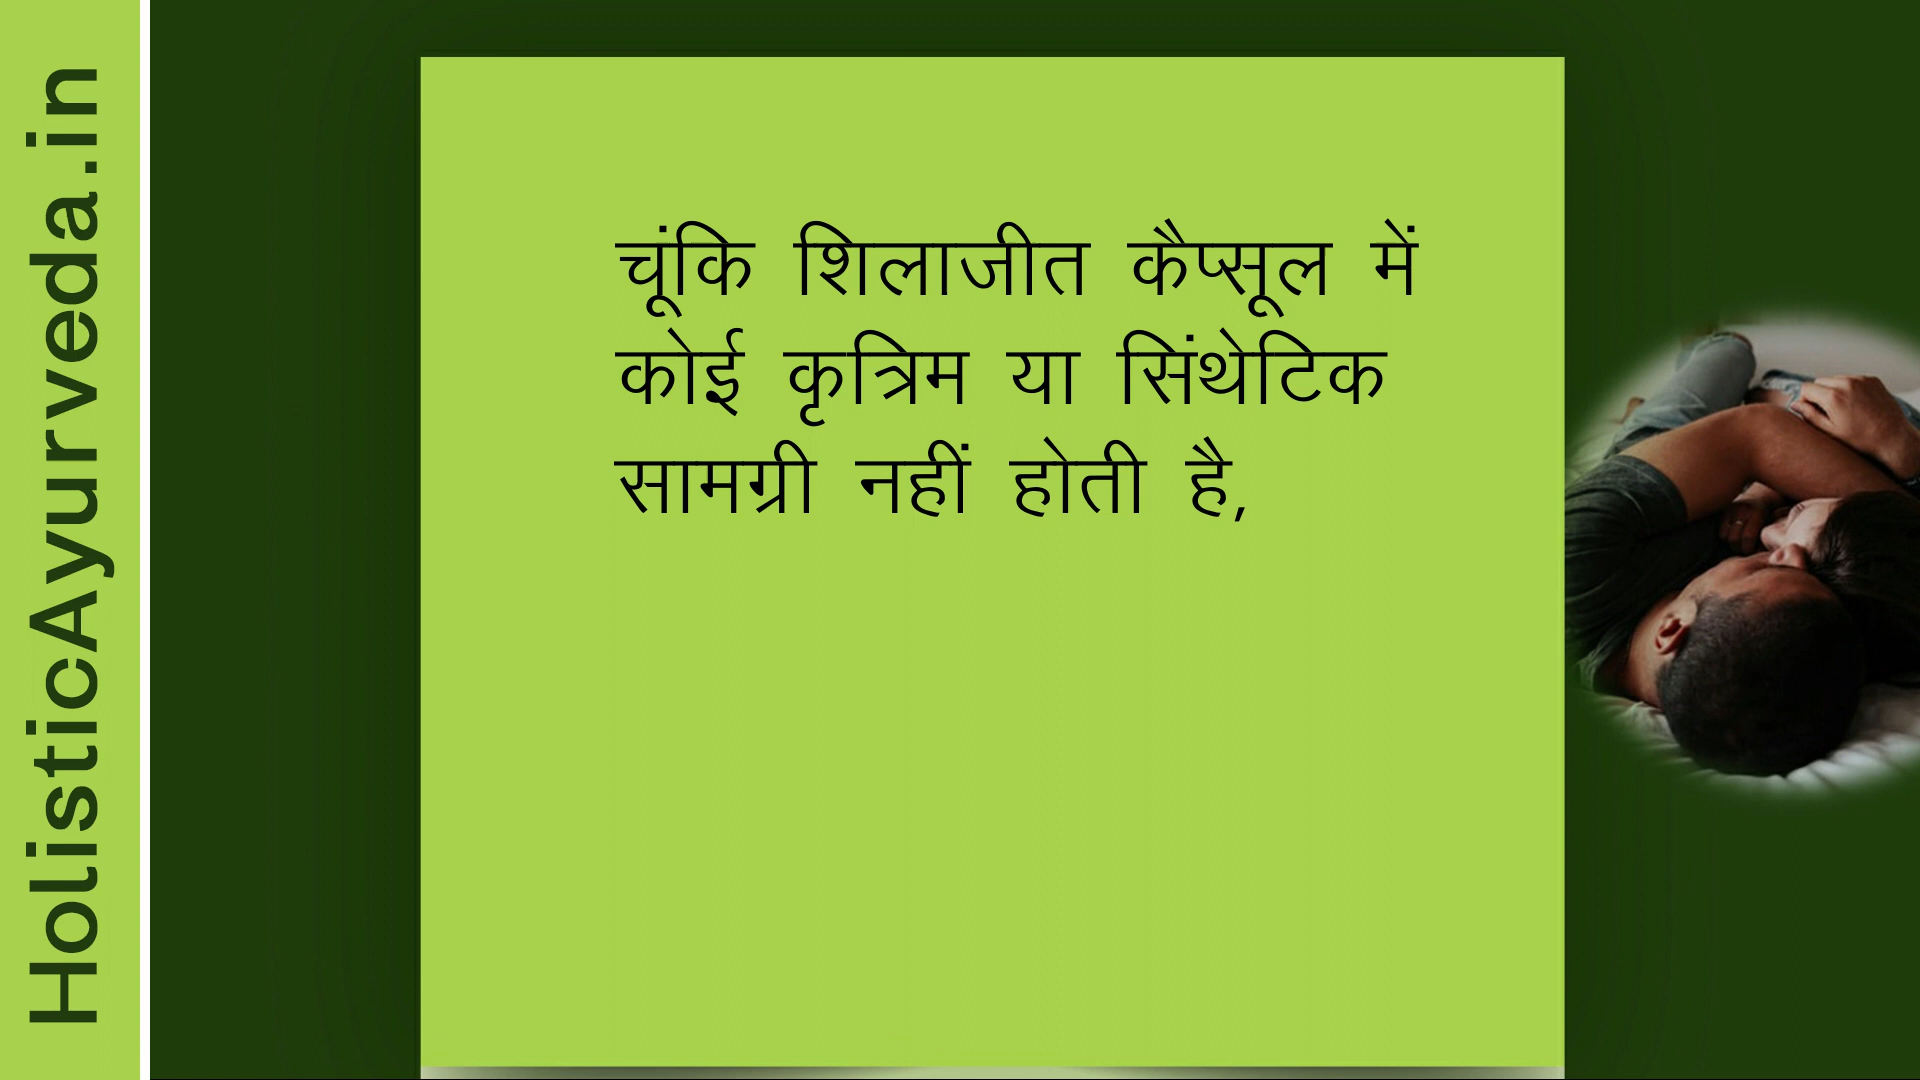 HolisticAyurveda.in
चूंकि शिलाजीत कैप्सूल में
कोई कृत्रिम या सिंथेटिक
सामग्री नहीं होती है,